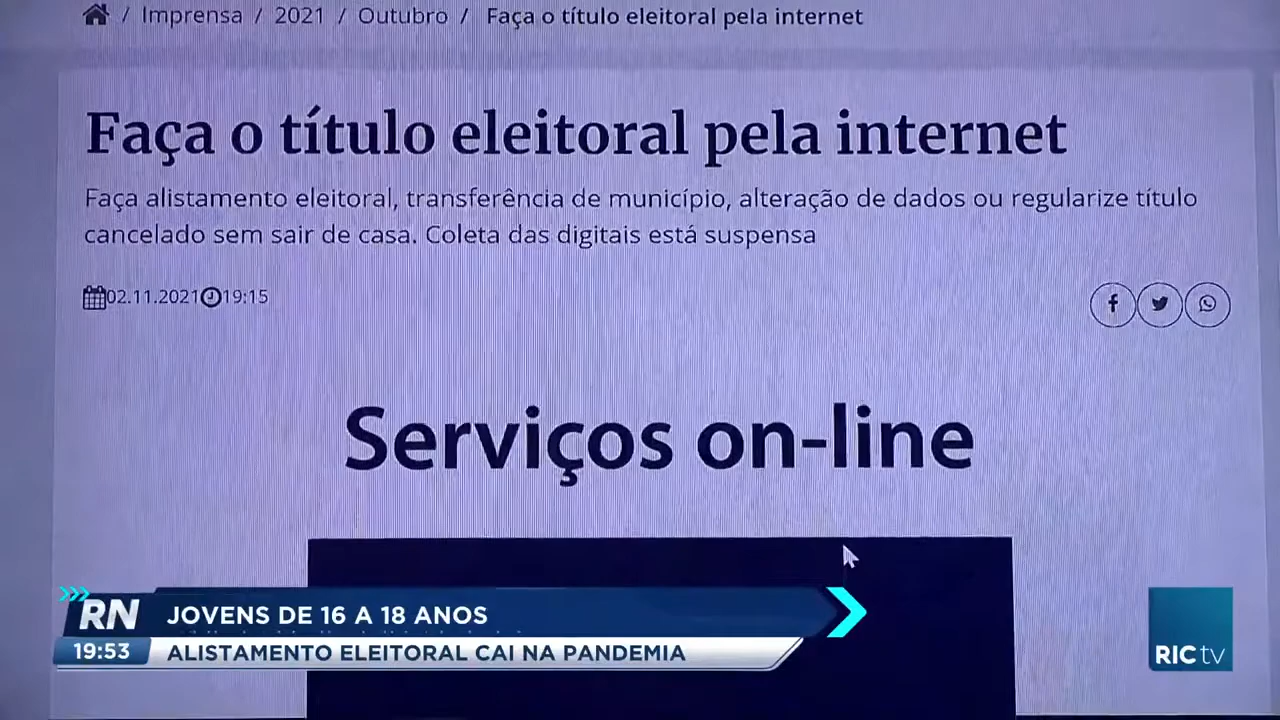 / Imprensa / 2021 / Outubro / Faça o título eleitoral pela internet
Faça o título eleitoral pela internet
Faça alistamento eleitoral, transferência de município, alteração de dados ou regularize título
cancelado sem sair de casa. Coleta das digitais está suspensa
02.11.2021 19:15
Serviços on-line
RN JOVENS DE 16 A 18 ANOS
19:53 ALISTAMENTO ELEITORAL CAI NA PANDEMIA
RIC tv